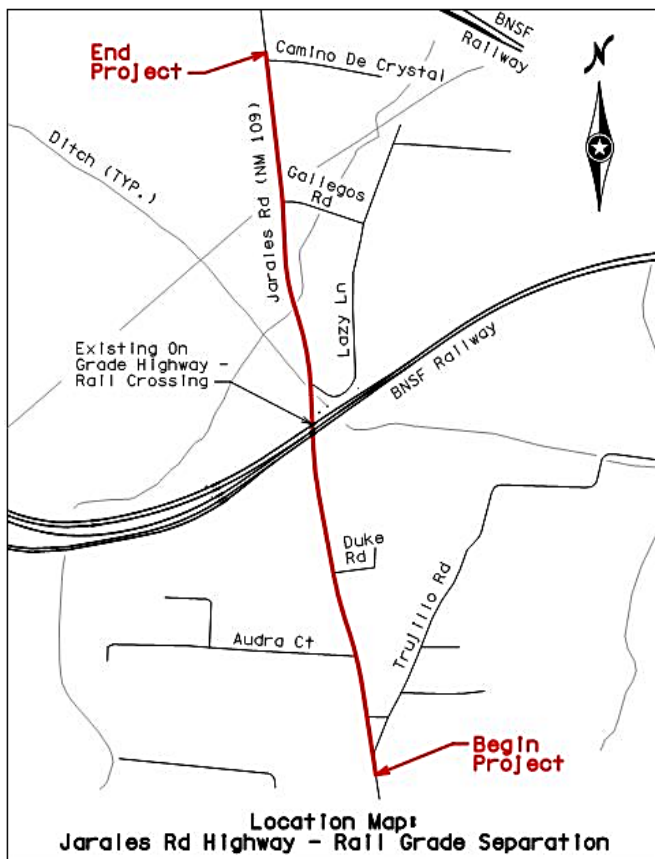 BNSF
Railway
End
Project
Camino De Crystal
N
Ditch (TYP.)
Jarales Rd (NM 109)
Gallegos
Rd
Lazy Ln
Existing On
Grade Highway -
Rail Crossing
BNSF Railway
Duke
Rd
Audra Ct
Trujillo Rd
Begin
Project
Location Map:
Jarales Rd Highway - Rail Grade Separation